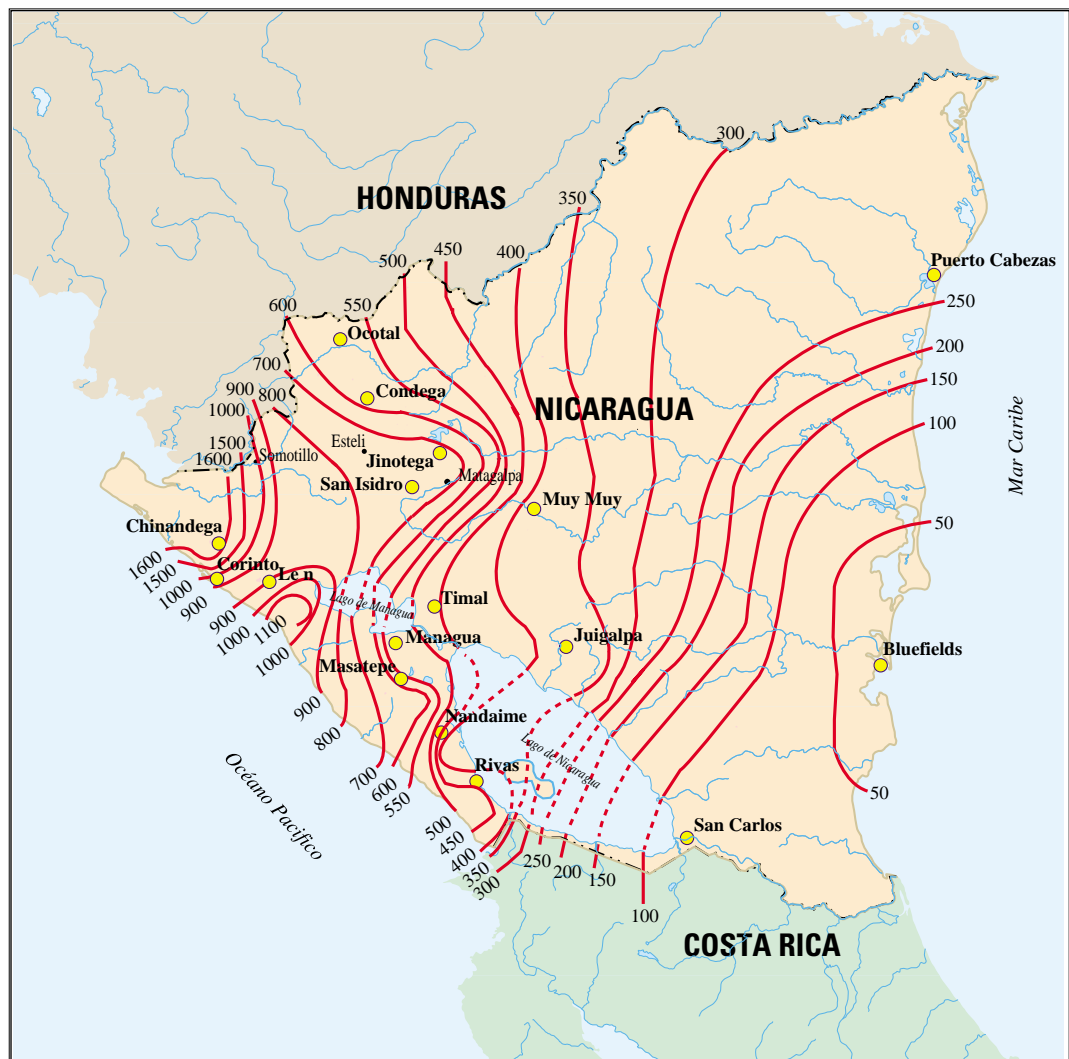 300
HONDURAS
350
450
400
500
Puerto Cabezas
250
600
550
Ocotal
200
700
150
900
800
Condega
1000
NICARAGUA
100
Mar Caribe
1500
Esteli
1600
Somotillo
Jinotega
Matagalpa
San Isidro
Muy Muy
50
Chinandega
1600
Corinto
1500
Le n
1000
Lago de Managua
Timal
900
900
1000
1100
Managua
Juigalpa
1000
Bluefields
Masatepe
900
Nandaime
800
Lago de Nicaragua
Océano Pacifico
700
Rivas
600
50
550
500
San Carlos
450
400
350
250
300
200
150
100
COSTA RICA